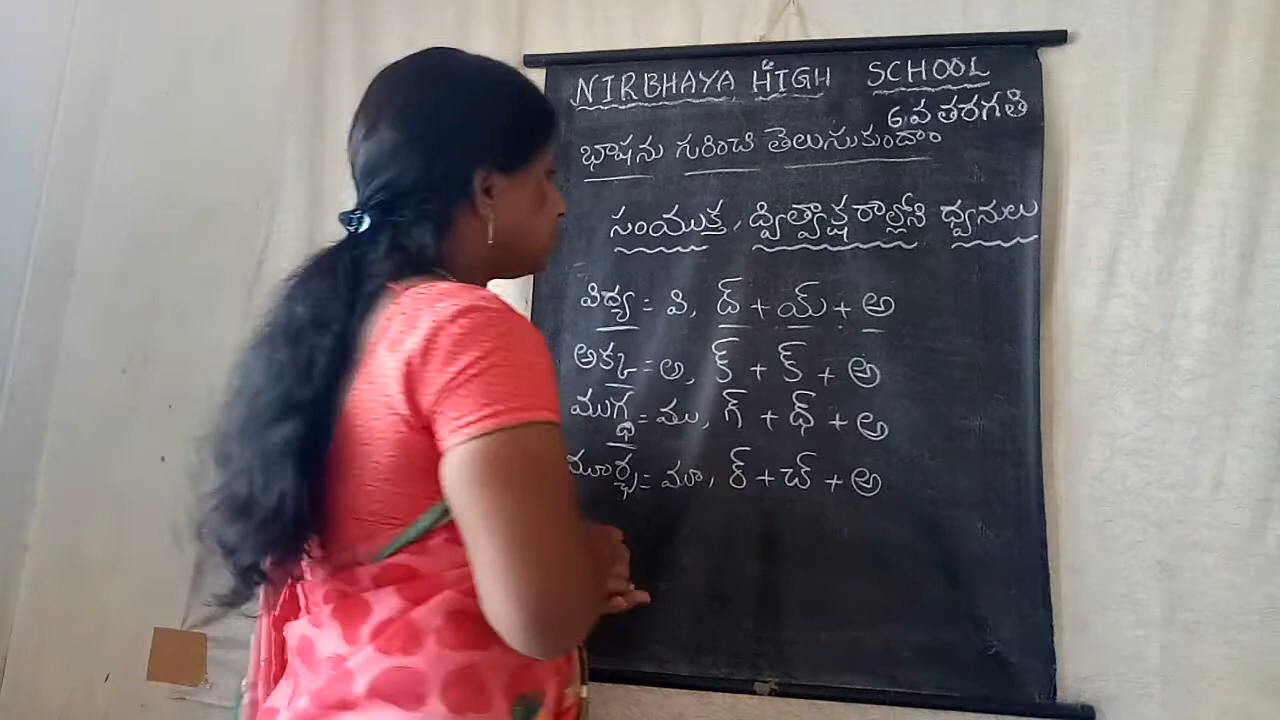 NIRBHAYA HIGH SCHOOL
6వ తరగతి
భాషను గురించి తెలుసుకుందాం
సంయుక్త, ద్విత్వాక్షరాల్లోని ధ్వనులు
విద్య = వి, ద్ + య్ + అ
అక్క = అ, క్ + క్ + అ
ముగ్ధ = ము, గ్ + ధ్ + అ
మూర్ఛ = మూ, ర్ + చ్ + అ